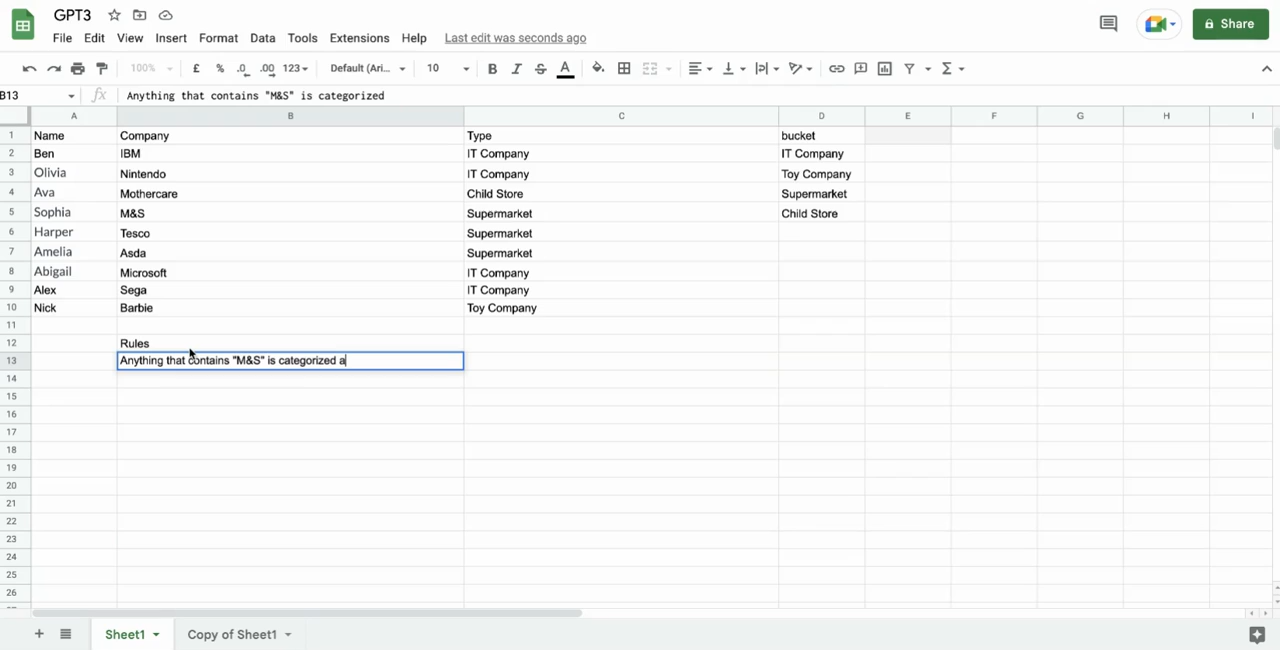 GPT3
Share
File Edit View Insert Format Data Tools Extensions Help Last edit was seconds ago
100% £ % .0 .00 123 Default (Ari... 10 B I S A
B13 fx Anything that contains "M&S" is categorized
A B C D E F G H I
1 Name Company Type bucket
2 Ben IBM IT Company IT Company
3 Olivia Nintendo IT Company Toy Company
4 Ava Mothercare Child Store Supermarket
5 Sophia M&S Supermarket Child Store
6 Harper Tesco Supermarket
7 Amelia Asda Supermarket
8 Abigail Microsoft IT Company
9 Alex Sega IT Company
10 Nick Barbie Toy Company
11
12 Rules
13 Anything that contains "M&S" is categorized a
14
15
16
17
18
19
20
21
22
23
24
25
26
Sheet1 Copy of Sheet1